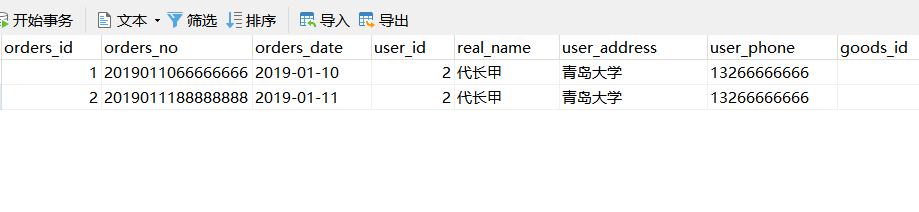 开始事务 文本 筛选 排序 导入 导出
orders_id orders_no orders_date user_id real_name user_address user_phone goods_id
1 2019011066666666 2019-01-10 2 代长甲 青岛大学 13266666666
2 2019011188888888 2019-01-11 2 代长甲 青岛大学 13266666666